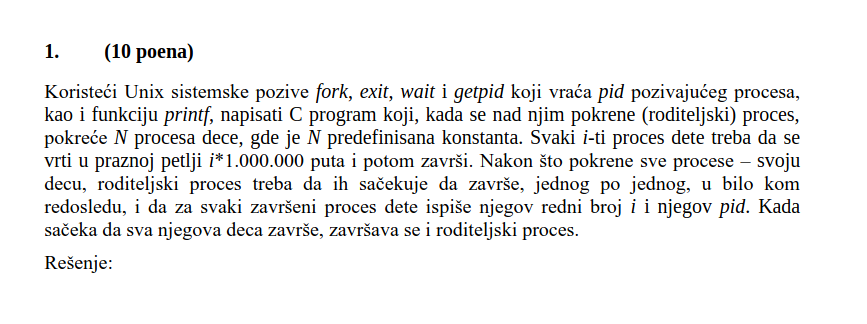 1. (10 poena)
Koristeći Unix sistemske pozive fork, exit, wait i getpid koji vraća pid pozivajućeg procesa,
kao i funkciju printf, napisati C program koji, kada se nad njim pokrene (roditeljski) proces,
pokreće N procesa dece, gde je N predefinisana konstanta. Svaki i-ti proces dete treba da se
vrti u praznoj petlji i*1.000.000 puta i potom završi. Nakon što pokrene sve procese – svoju
decu, roditeljski proces treba da ih sačekuje da završe, jednog po jednog, u bilo kom
redosledu, i da za svaki završeni proces dete ispiše njegov redni broj i i njegov pid. Kada
sačeka da sva njegova deca završe, završava se i roditeljski proces.
Rešenje: